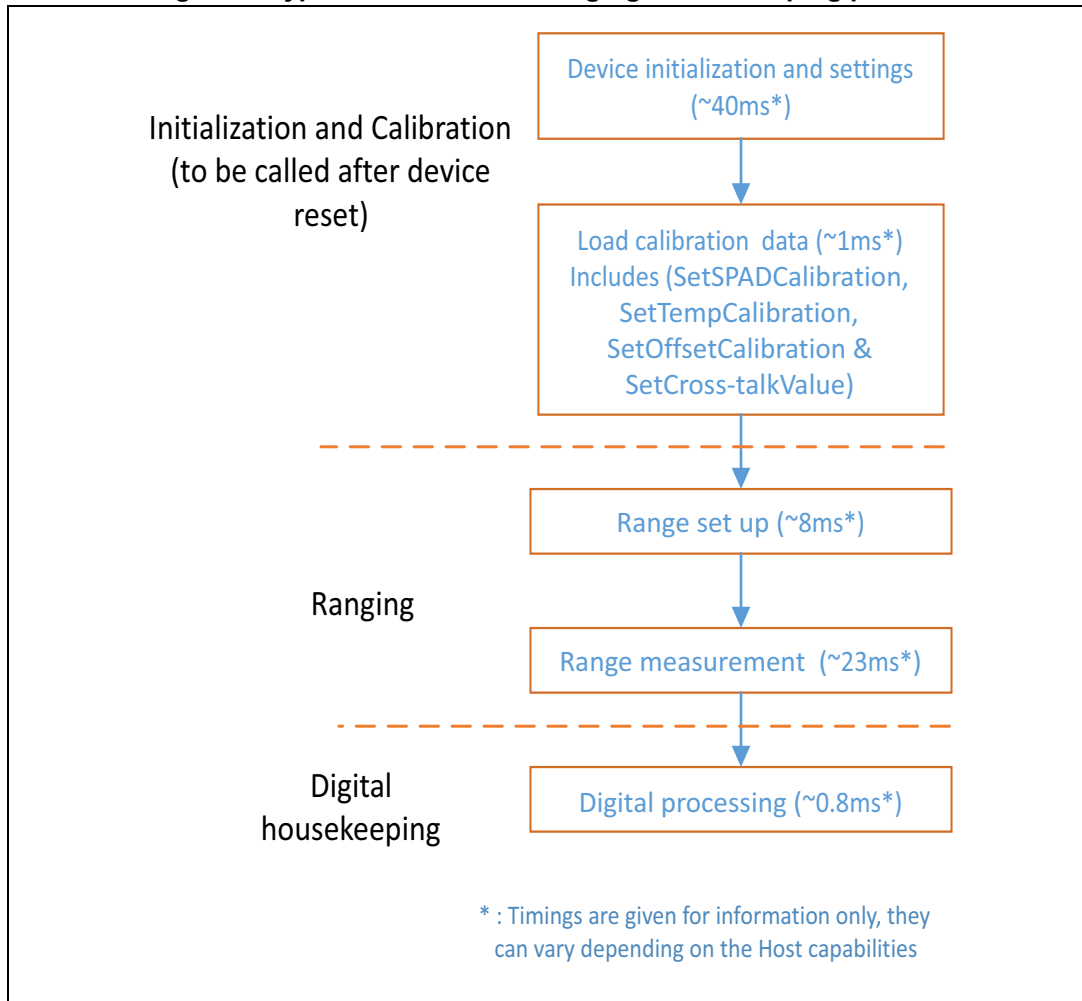 Device initialization and settings
(~40ms*)
Initialization and Calibration
(to be called after device
reset)
Load calibration data (~1ms*)
Includes (SetSPADCalibration,
SetTempCalibration,
SetOffsetCalibration &
SetCross-talkValue)
Range set up (~8ms*)
Ranging
Range measurement (~23ms*)
Digital
housekeeping
Digital processing (~0.8ms*)
* : Timings are given for information only, they
can vary depending on the Host capabilities